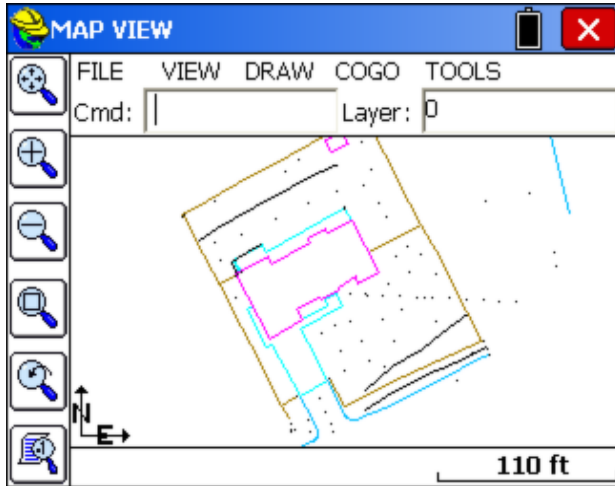 MAP VIEW
FILE VIEW DRAW COGO TOOLS
Cmd: Layer: 0
N
E
110 ft